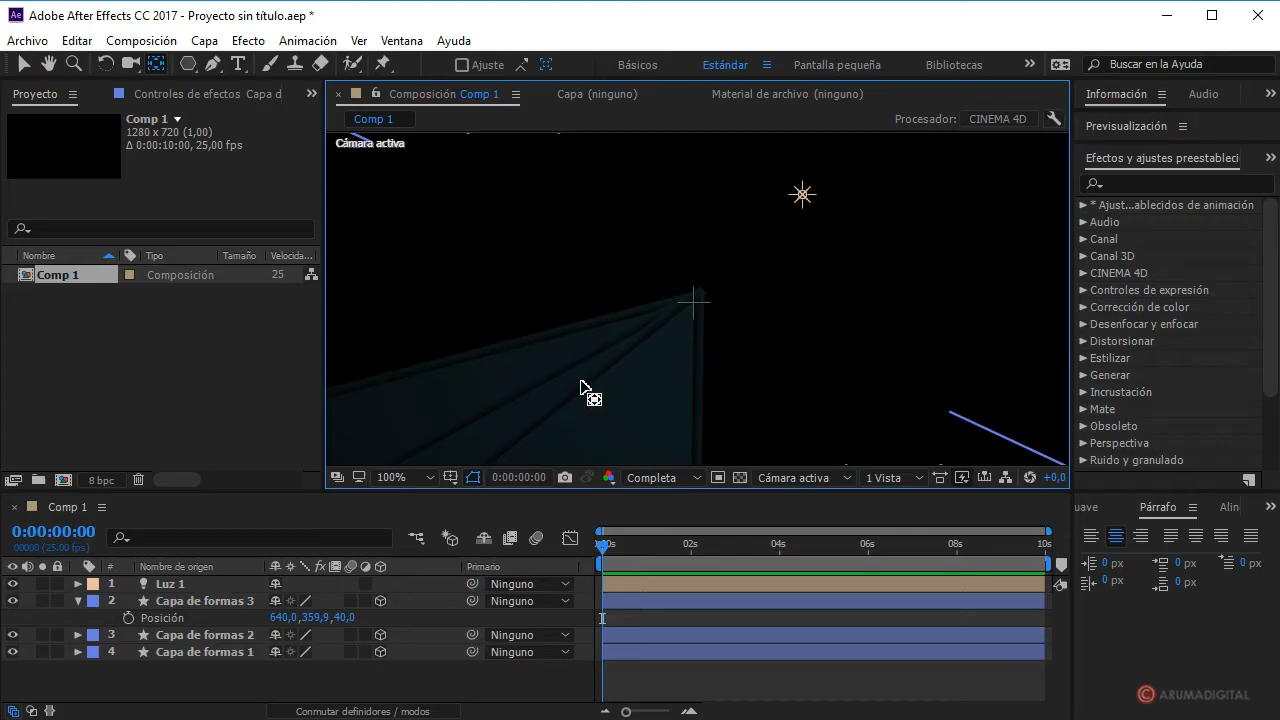 Adobe After Effects CC 2017 - Proyecto sin título.aep *
Archivo Editar Composición Capa Efecto Animación Ver Ventana Ayuda
Ajuste Básicos Estándar Pantalla pequeña Bibliotecas Buscar en la Ayuda
Proyecto Controles de efectos Capa d
Composición Comp 1 Capa (ninguno) Material de archivo (ninguno)
Información Audio
Comp 1
1280 x 720 (1,00)
Δ 0:00:10:00, 25,00 fps
Comp 1 Procesador: CINEMA 4D
Previsualización
Cámara activa
Efectos y ajustes preestableci
* Ajust...ablecidos de animación
Audio
Canal
Canal 3D
CINEMA 4D
Controles de expresión
Corrección de color
Desenfocar y enfocar
Distorsionar
Estilizar
Generar
Incrustación
Mate
Obsoleto
Perspectiva
Ruido y granulado
Nombre Tipo Tamaño Velocida...
Comp 1 Composición 25
8 bpc
100% 0:00:00:00 Completa Cámara activa 1 Vista +0,0
Comp 1
uave Párrafo Alin
0:00:00:00
00000 (25.00 fps)
02s 04s 06s 08s 10s
# Nombre de origen Primario
1 Luz 1 Ninguno
2 Capa de formas 3 Ninguno
Posición 640,0,359,9,40,0
3 Capa de formas 2 Ninguno
4 Capa de formas 1 Ninguno
0 px 0 px 0 px
0 px 0 px
Conmutar definidores / modos
ARUMADIGITAL